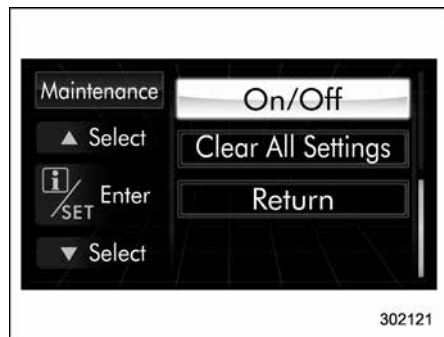 Maintenance
▲ Select
i/SET Enter
▼ Select
On/Off
Clear All Settings
Return
302121